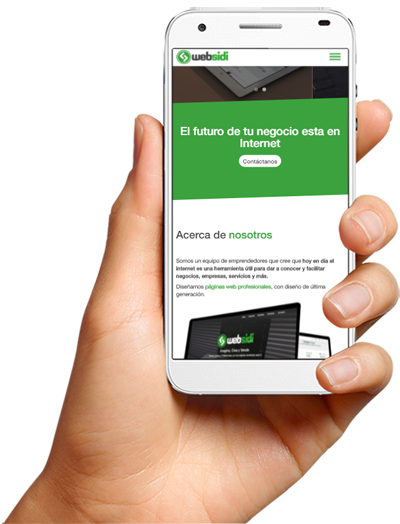 websidi
El futuro de tu negocio esta en
Internet
Contáctanos
Acerca de nosotros
Somos un equipo de emprendedores que cree que hoy en día el
internet es una herramienta útil para dar a conocer y facilitar
negocios, empresas, servicios y más.
Diseñamos páginas web profesionales, con diseño de última
generación.
websidi